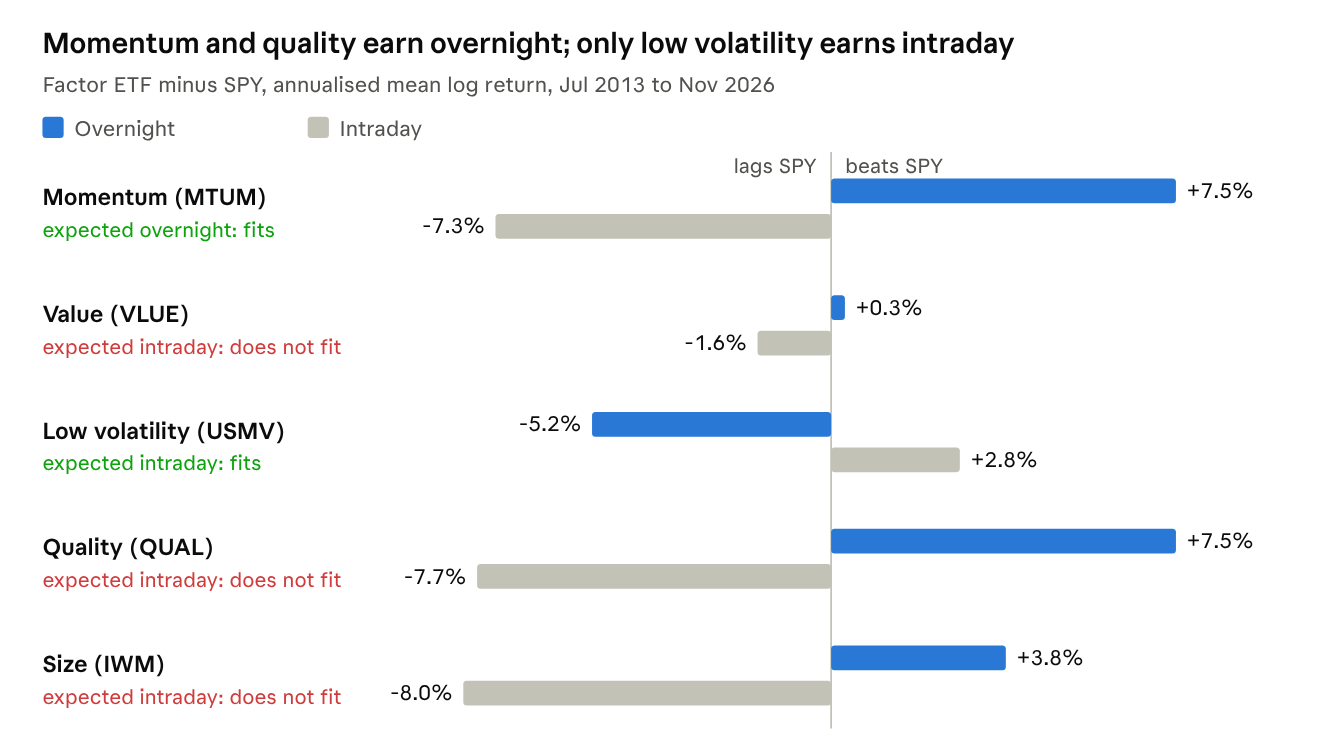 Momentum and quality earn overnight; only low volatility earns intraday
Factor ETF minus SPY, annualised mean log return, Jul 2013 to Nov 2026
Overnight
Intraday
lags SPY
beats SPY
Momentum (MTUM)
+7.5%
expected overnight: fits
-7.3%
Value (VLUE)
+0.3%
expected intraday: does not fit
-1.6%
Low volatility (USMV)
-5.2%
expected intraday: fits
+2.8%
Quality (QUAL)
+7.5%
expected intraday: does not fit
-7.7%
Size (IWM)
+3.8%
expected intraday: does not fit
-8.0%